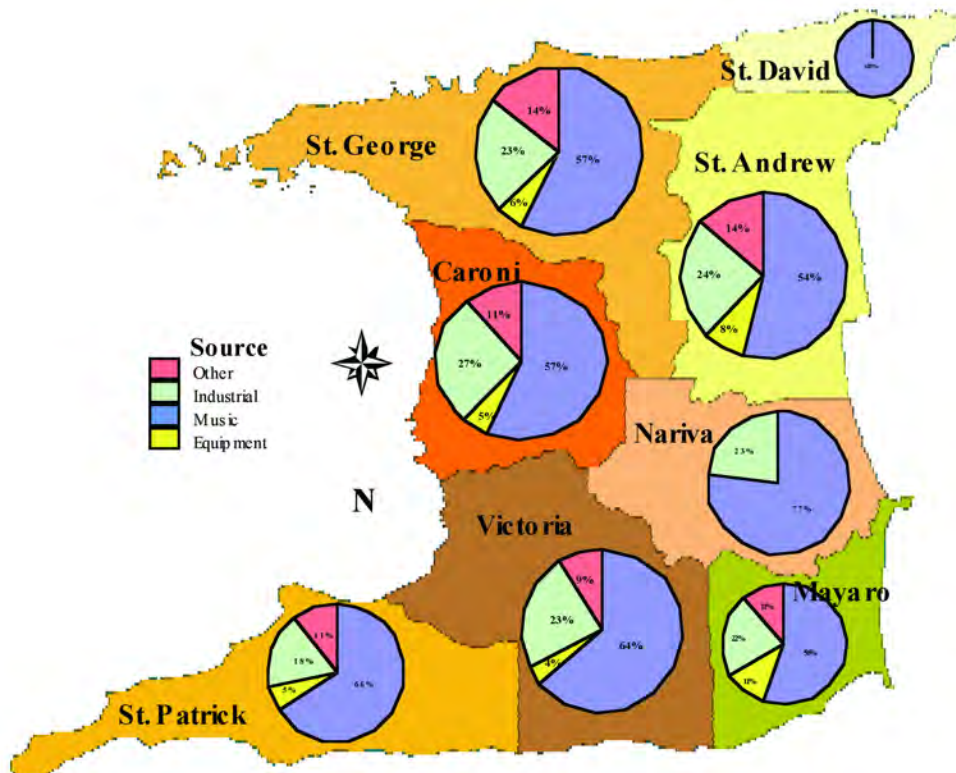 St. David
St. George
14%
23%
57%
6%
St. Andrew
14%
24%
54%
8%
Caroni
11%
27%
57%
5%
Source
Other
Industrial
Music
Equipment
N
Nariva
23%
77%
Victoria
9%
23%
64%
4%
Mayaro
22%
11%
St. Patrick
11%
18%
66%
5%